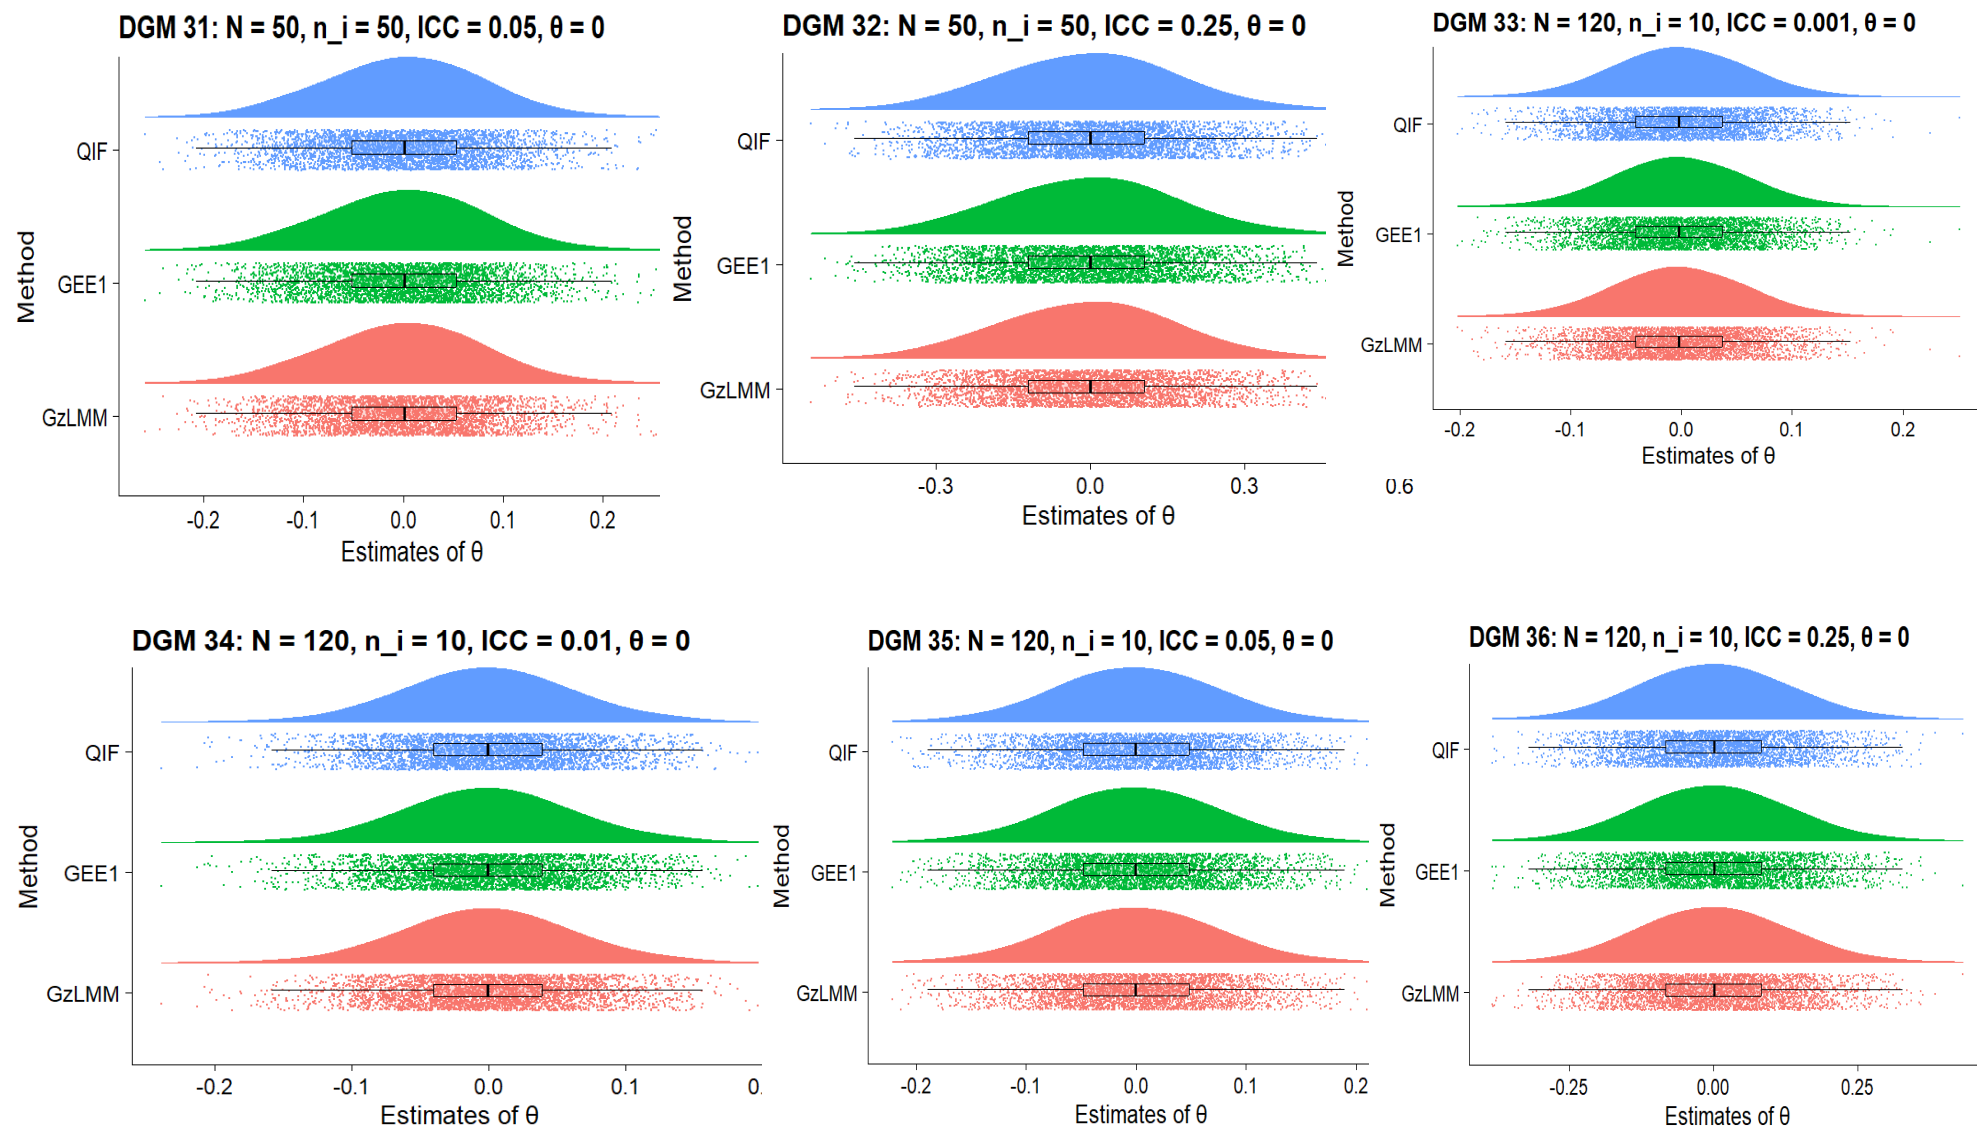 DGM 31: N = 50, n_i = 50, ICC = 0.05, θ = 0
Method
QIF
GEE1
GzLMM
-0.2 -0.1 0.0 0.1 0.2
Estimates of θ
DGM 32: N = 50, n_i = 50, ICC = 0.25, θ = 0
Method
QIF
GEE1
GzLMM
-0.3 0.0 0.3 0.6
Estimates of θ
DGM 33: N = 120, n_i = 10, ICC = 0.001, θ = 0
Method
QIF
GEE1
GzLMM
-0.2 -0.1 0.0 0.1 0.2
Estimates of θ
DGM 34: N = 120, n_i = 10, ICC = 0.01, θ = 0
Method
QIF
GEE1
GzLMM
-0.2 -0.1 0.0 0.1
Estimates of θ
DGM 35: N = 120, n_i = 10, ICC = 0.05, θ = 0
Method
QIF
GEE1
GzLMM
-0.2 -0.1 0.0 0.1 0.2
Estimates of θ
DGM 36: N = 120, n_i = 10, ICC = 0.25, θ = 0
Method
QIF
GEE1
GzLMM
-0.25 0.00 0.25
Estimates of θ